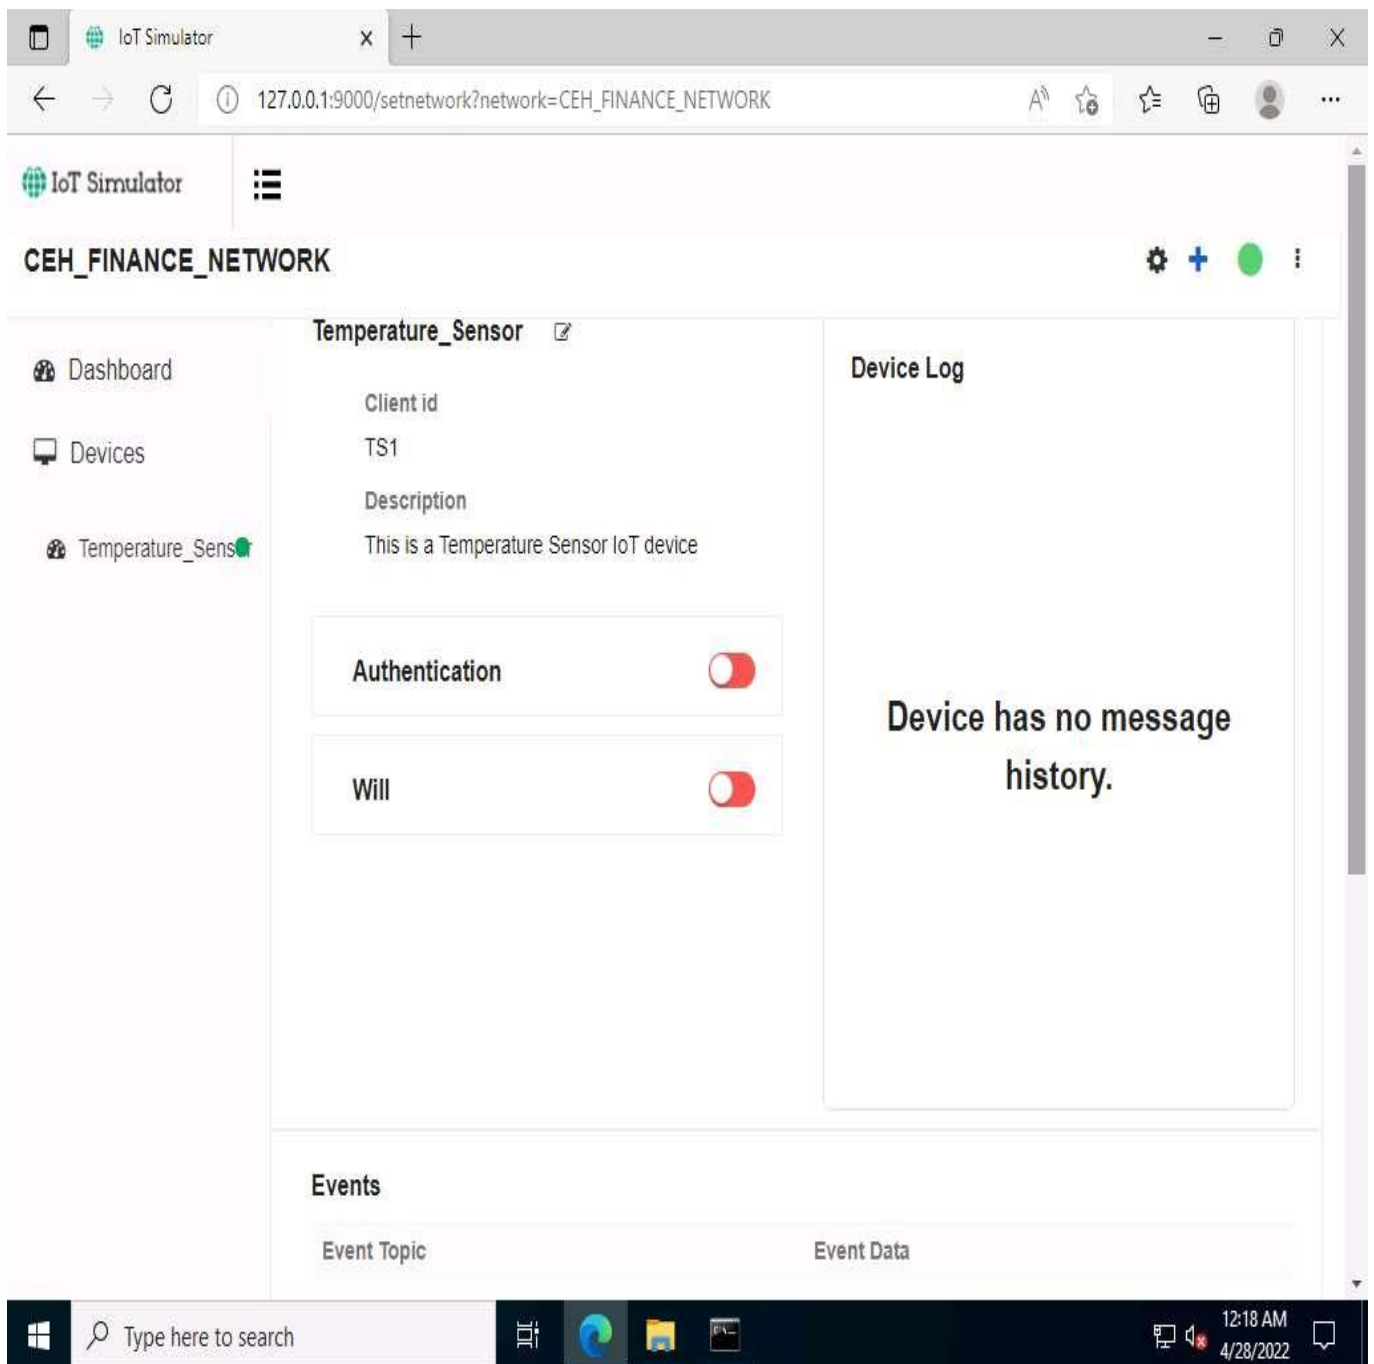 IoT Simulator
127.0.0.1:9000/setnetwork?network=CEH_FINANCE_NETWORK
IoT Simulator
CEH_FINANCE_NETWORK
Temperature_Sensor
Device Log
Dashboard
Client id
Devices
TS1
Description
Temperature_Sensor
This is a Temperature Sensor IoT device
Authentication
Device has no message
history.
Will
Events
Event Topic Event Data
Type here to search
12:18 AM
4/28/2022